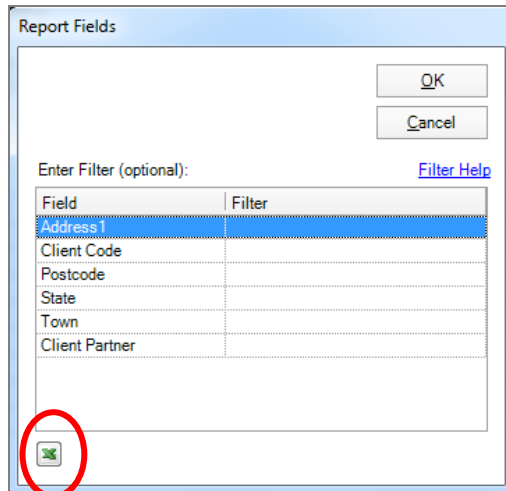 Report Fields
OK
Cancel
Enter Filter (optional): Filter Help
Field Filter
Address1
Client Code
Postcode
State
Town
Client Partner